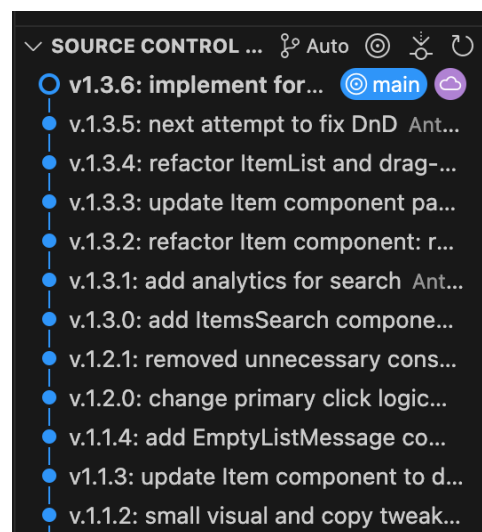 SOURCE CONTROL ... Auto
v1.3.6: implement for... main
v.1.3.5: next attempt to fix DnD Ant...
v.1.3.4: refactor ItemList and drag-...
v.1.3.3: update Item component pa...
v.1.3.2: refactor Item component: r...
v.1.3.1: add analytics for search Ant...
v.1.3.0: add ItemsSearch compone...
v.1.2.1: removed unnecessary cons...
v.1.2.0: change primary click logic...
v.1.1.4: add EmptyListMessage co...
v1.1.3: update Item component to d...
v.1.1.2: small visual and copy tweak...